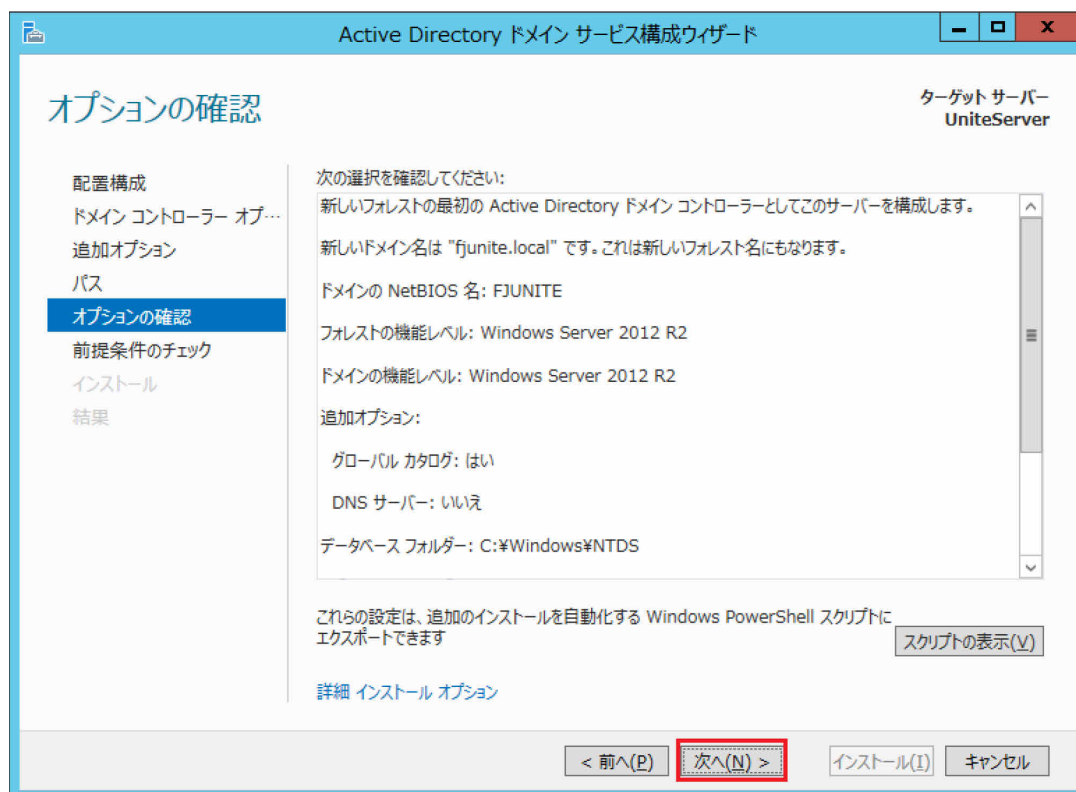 Active Directory ドメイン サービス構成ウィザード
オプションの確認
ターゲット サーバー
UniteServer
配置構成
ドメイン コントローラー オプ…
追加オプション
パス
オプションの確認
前提条件のチェック
インストール
結果
次の選択を確認してください:
新しいフォレストの最初の Active Directory ドメイン コントローラーとしてこのサーバーを構成します。
新しいドメイン名は "fjunite.local" です。これは新しいフォレスト名にもなります。
ドメインの NetBIOS 名: FJUNITE
フォレストの機能レベル: Windows Server 2012 R2
ドメインの機能レベル: Windows Server 2012 R2
追加オプション:
グローバル カタログ: はい
DNS サーバー: いいえ
データベース フォルダー: C:¥Windows¥NTDS
これらの設定は、追加のインストールを自動化する Windows PowerShell スクリプトに
エクスポートできます
スクリプトの表示(V)
詳細 インストール オプション
< 前へ(P)
次へ(N) >
インストール(I)
キャンセル